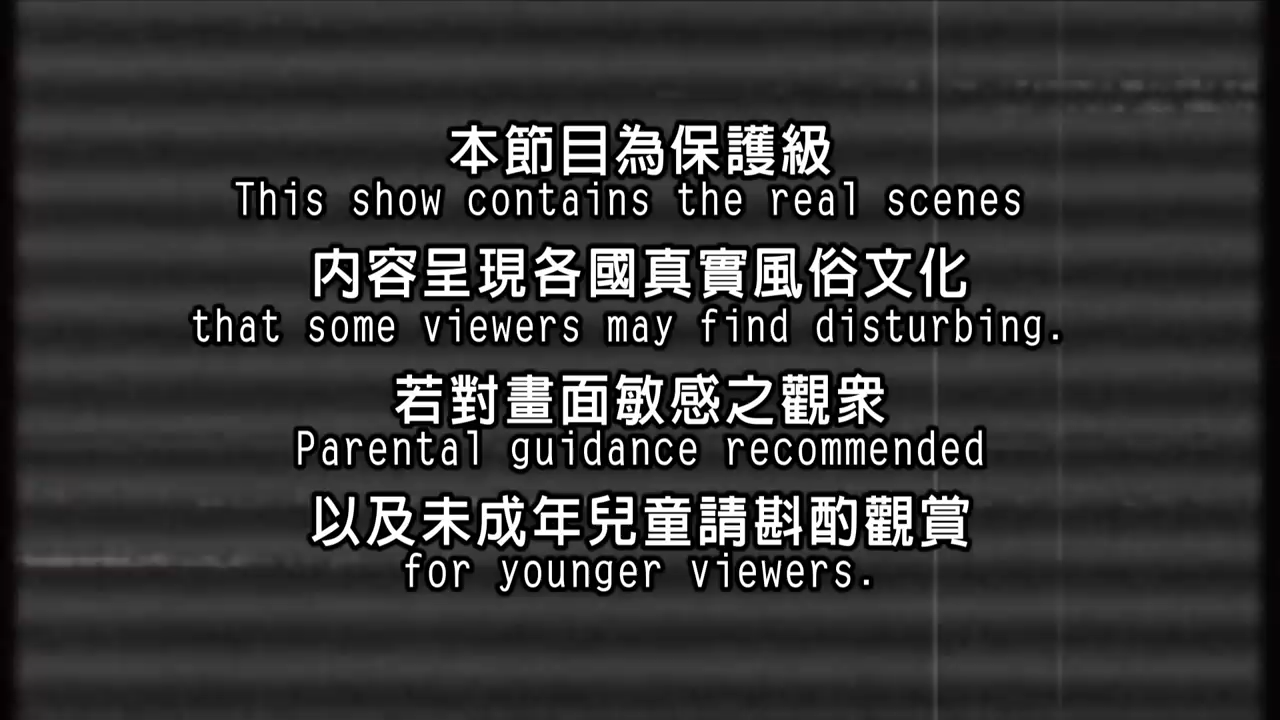 本節目為保護級
This show contains the real scenes
内容呈現各國真實風俗文化
that some viewers may find disturbing.
若對畫面敏感之觀眾
Parental guidance recommended
以及未成年兒童請斟酌觀賞
for younger viewers.